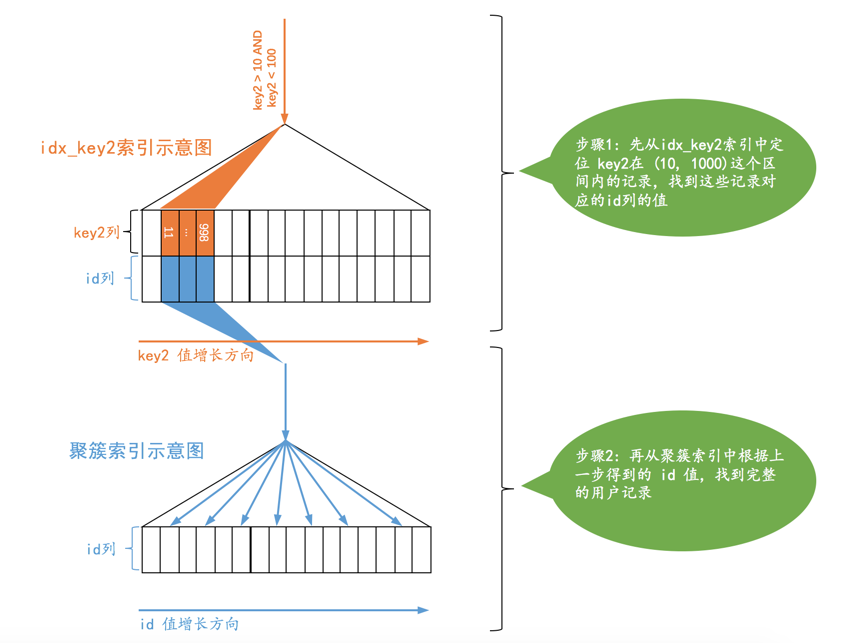 key2 > 10 AND
key2 < 100
idx_key2索引示意图
key2列
11
...
998
id列
key2 值增长方向
步骤1: 先从idx_key2索引中定
位 key2在 (10, 1000)这个区
间内的记录, 找到这些记录对
应的id列的值
聚簇索引示意图
id列
id 值增长方向
步骤2: 再从聚簇索引中根据上
一步得到的 id 值, 找到完整
的用户记录